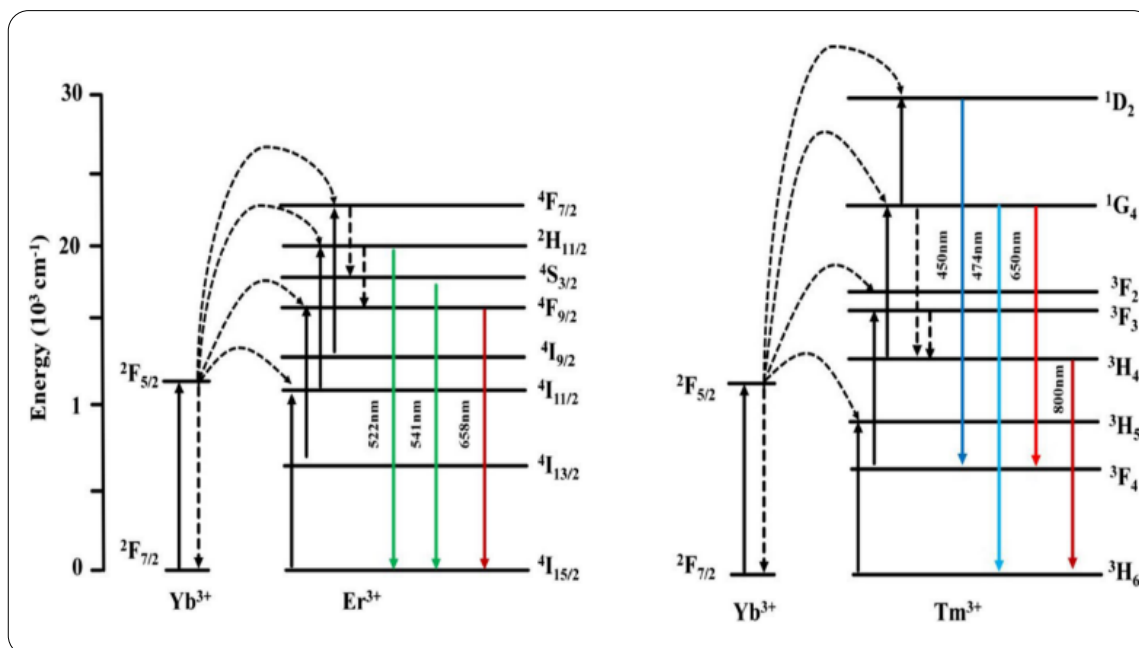 Energy (10³ cm⁻¹)
30
20
1
0
²F₅/₂
²F₇/₂
Yb³⁺
⁴F₇/₂
²H₁₁/₂
⁴S₃/₂
⁴F₉/₂
⁴I₉/₂
⁴I₁₁/₂
⁴I₁₃/₂
⁴I₁₅/₂
522nm
541nm
658nm
Er³⁺
²F₅/₂
²F₇/₂
Yb³⁺
¹D₂
¹G₄
³F₂
³F₃
³H₄
³H₅
³F₄
³H₆
450nm
474nm
650nm
800nm
Tm³⁺